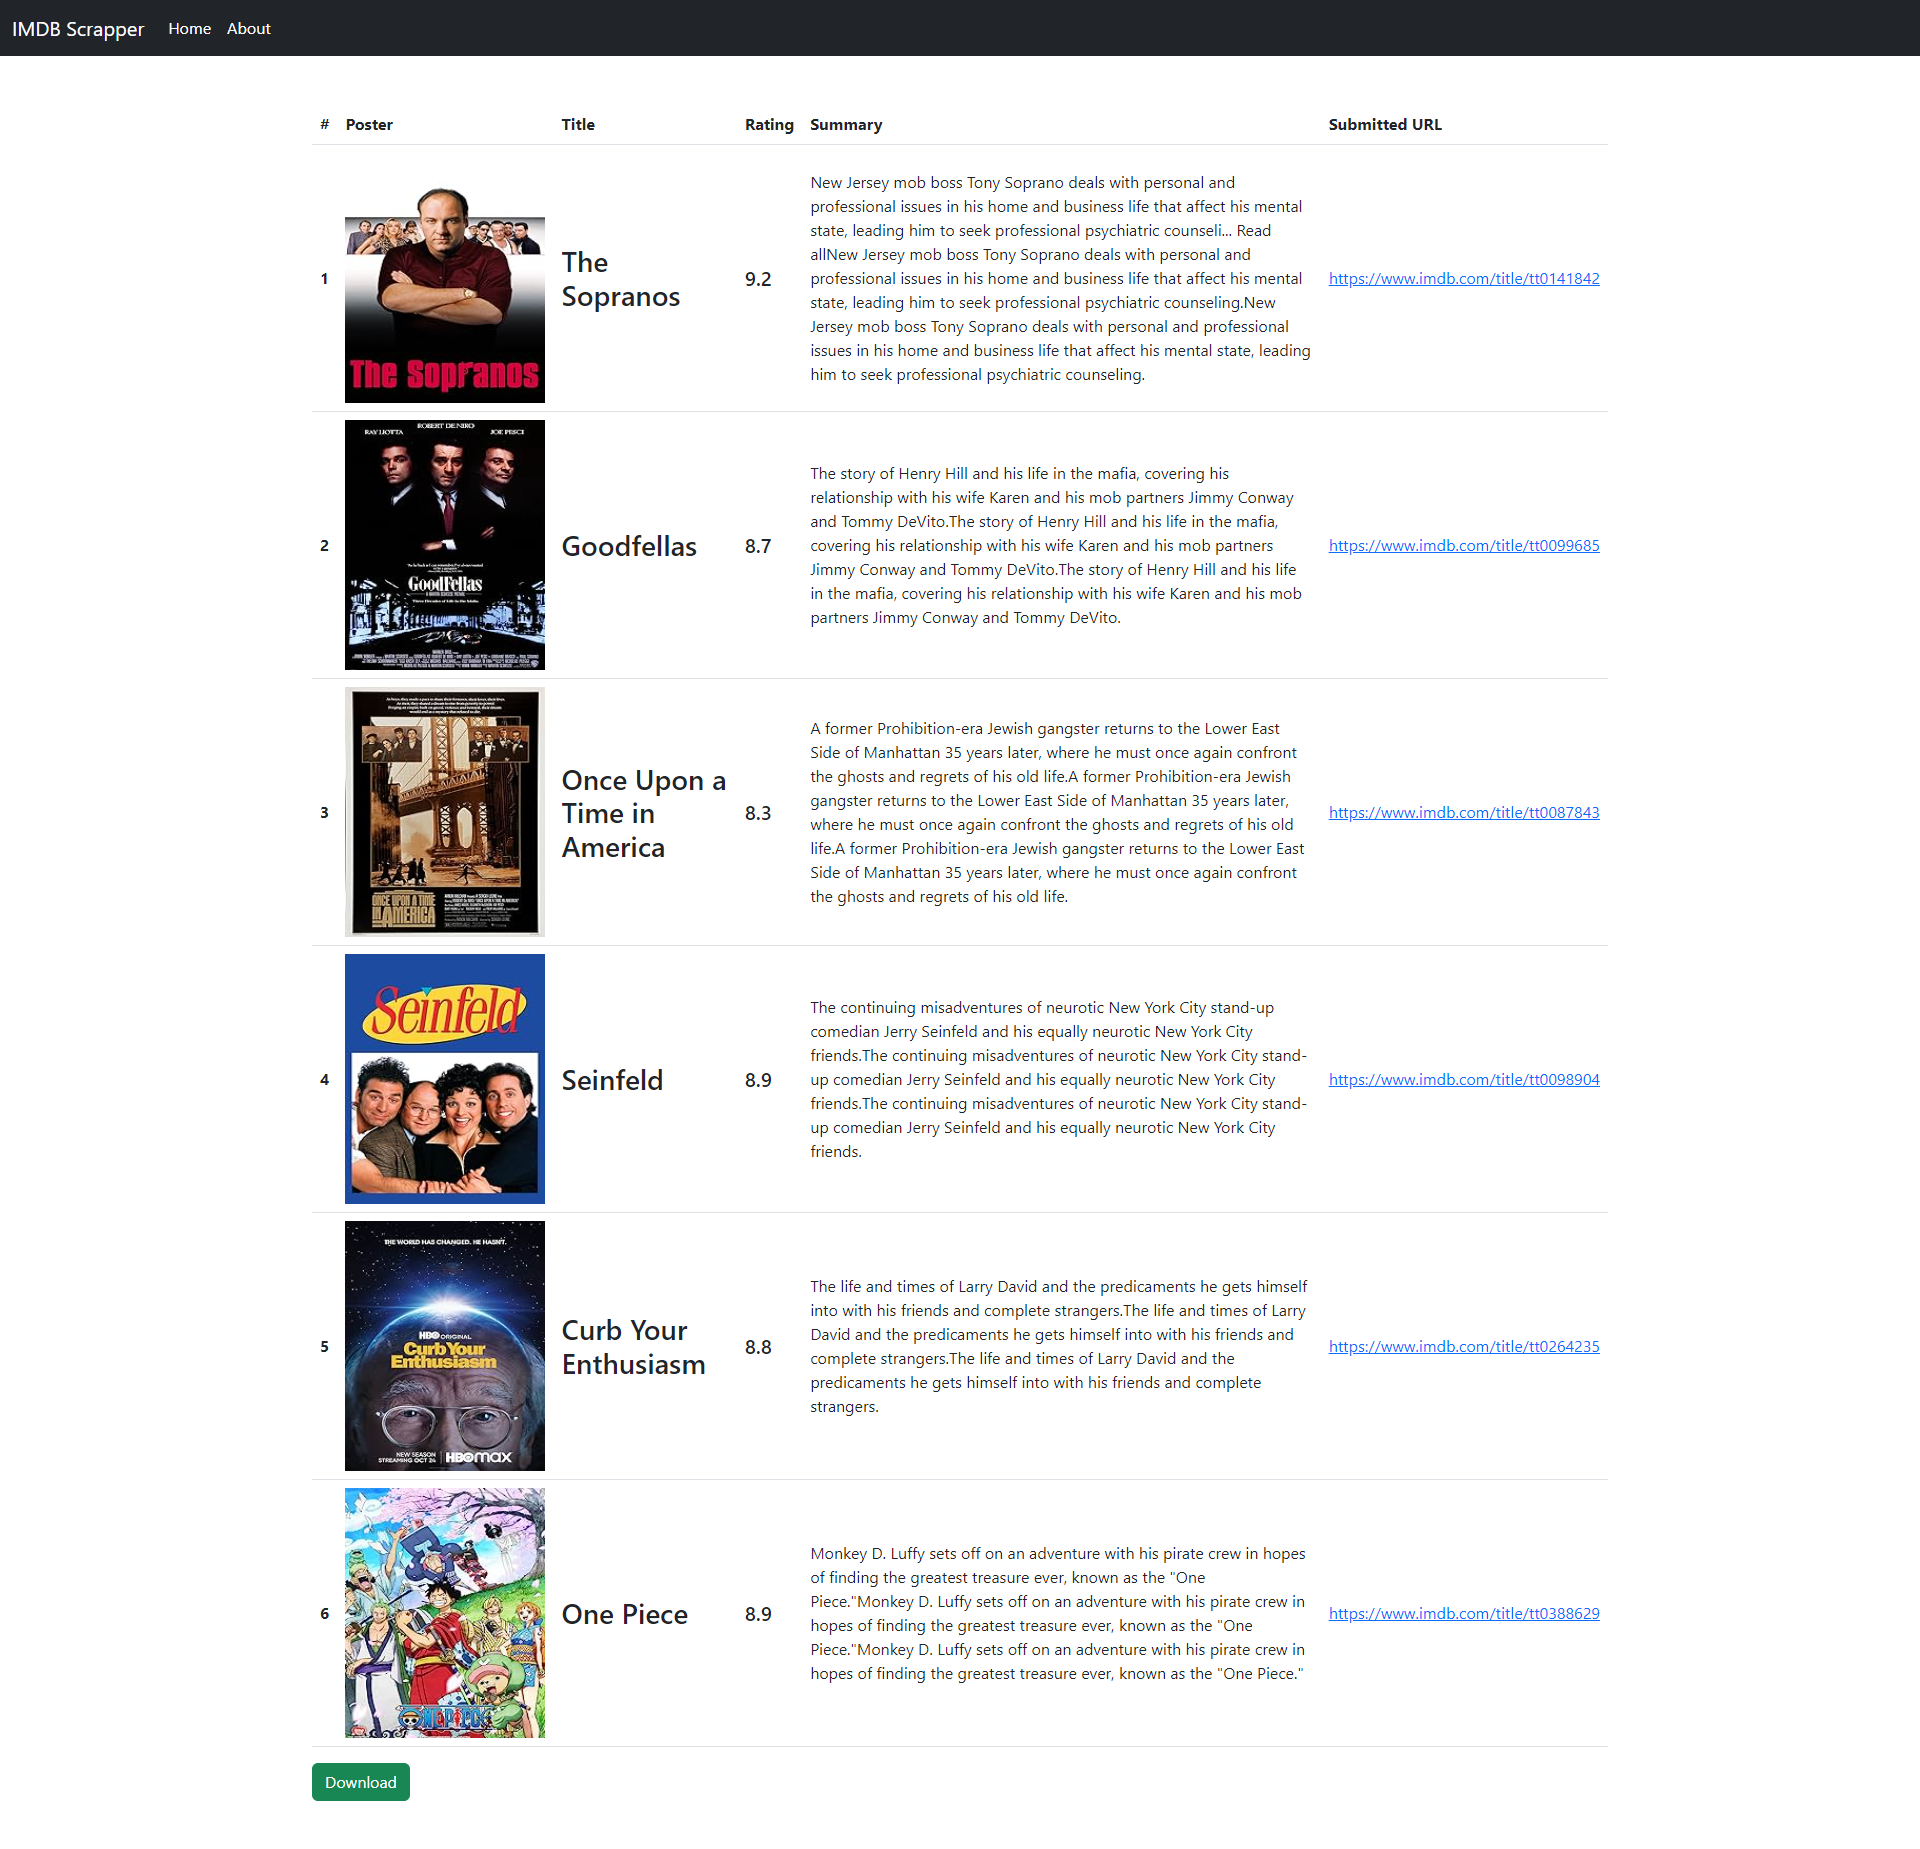 IMDB Scrapper Home About
# Poster Title Rating Summary Submitted URL
1
The Sopranos
The
Sopranos
9.2
New Jersey mob boss Tony Soprano deals with personal and
professional issues in his home and business life that affect his mental
state, leading him to seek professional psychiatric counseli... Read
allNew Jersey mob boss Tony Soprano deals with personal and
professional issues in his home and business life that affect his mental
state, leading him to seek professional psychiatric counseling.New
Jersey mob boss Tony Soprano deals with personal and professional
issues in his home and business life that affect his mental state, leading
him to seek professional psychiatric counseling.
https://www.imdb.com/title/tt0141842
2
RAY LIOTTA ROBERT DE NIRO JOE PESCI
GoodFellas
Goodfellas
8.7
The story of Henry Hill and his life in the mafia, covering his
relationship with his wife Karen and his mob partners Jimmy Conway
and Tommy DeVito.The story of Henry Hill and his life in the mafia,
covering his relationship with his wife Karen and his mob partners
Jimmy Conway and Tommy DeVito.The story of Henry Hill and his life
in the mafia, covering his relationship with his wife Karen and his mob
partners Jimmy Conway and Tommy DeVito.
https://www.imdb.com/title/tt0099685
3
ONCE UPON A TIME
IN AMERICA
Once Upon a
Time in
America
8.3
A former Prohibition-era Jewish gangster returns to the Lower East
Side of Manhattan 35 years later, where he must once again confront
the ghosts and regrets of his old life.A former Prohibition-era Jewish
gangster returns to the Lower East Side of Manhattan 35 years later,
where he must once again confront the ghosts and regrets of his old
life.A former Prohibition-era Jewish gangster returns to the Lower East
Side of Manhattan 35 years later, where he must once again confront
the ghosts and regrets of his old life.
https://www.imdb.com/title/tt0087843
4
Seinfeld
Seinfeld
8.9
The continuing misadventures of neurotic New York City stand-up
comedian Jerry Seinfeld and his equally neurotic New York City
friends.The continuing misadventures of neurotic New York City stand-
up comedian Jerry Seinfeld and his equally neurotic New York City
friends.The continuing misadventures of neurotic New York City stand-
up comedian Jerry Seinfeld and his equally neurotic New York City
friends.
https://www.imdb.com/title/tt0098904
5
THE WORLD HAS CHANGED. HE HASN'T.
HBO ORIGINAL
Curb Your
Enthusiasm
NEW SEASON
STREAMING OCT 24
HBOmax
Curb Your
Enthusiasm
8.8
The life and times of Larry David and the predicaments he gets himself
into with his friends and complete strangers.The life and times of Larry
David and the predicaments he gets himself into with his friends and
complete strangers.The life and times of Larry David and the
predicaments he gets himself into with his friends and complete
strangers.
https://www.imdb.com/title/tt0264235
6
ONE PIECE
One Piece
8.9
Monkey D. Luffy sets off on an adventure with his pirate crew in hopes
of finding the greatest treasure ever, known as the "One
Piece."Monkey D. Luffy sets off on an adventure with his pirate crew in
hopes of finding the greatest treasure ever, known as the "One
Piece."Monkey D. Luffy sets off on an adventure with his pirate crew in
hopes of finding the greatest treasure ever, known as the "One Piece."
https://www.imdb.com/title/tt0388629
Download